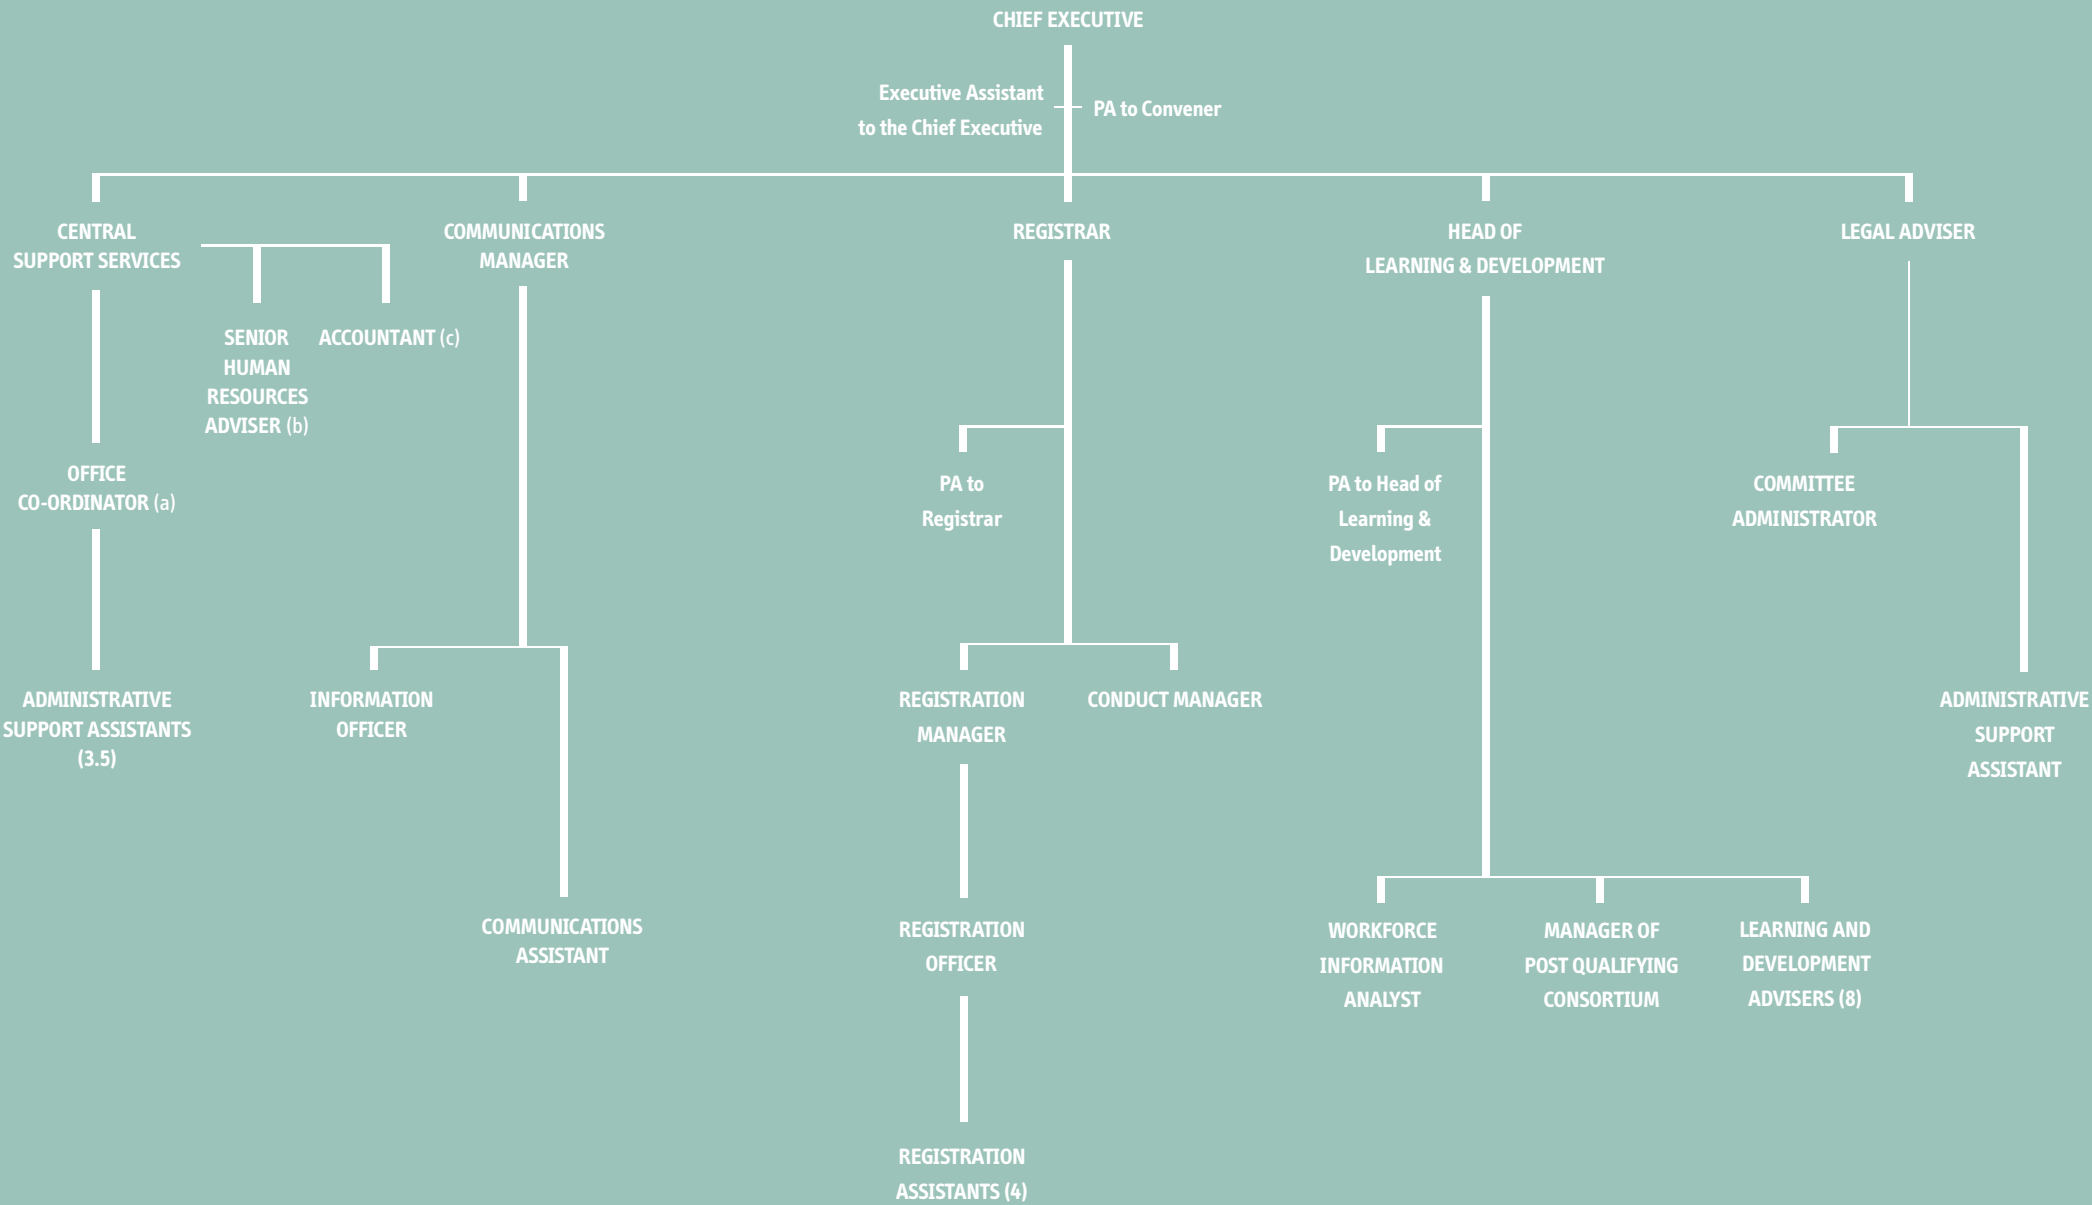 CHIEF EXECUTIVE
Executive Assistant
to the Chief Executive
PA to Convener
CENTRAL
SUPPORT SERVICES
COMMUNICATIONS
MANAGER
REGISTRAR
HEAD OF
LEARNING & DEVELOPMENT
LEGAL ADVISER
SENIOR
HUMAN
RESOURCES
ADVISER (b)
ACCOUNTANT (c)
OFFICE
CO-ORDINATOR (a)
PA to
Registrar
PA to Head of
Learning &
Development
COMMITTEE
ADMINISTRATOR
ADMINISTRATIVE
SUPPORT ASSISTANTS
(3.5)
INFORMATION
OFFICER
REGISTRATION
MANAGER
CONDUCT MANAGER
ADMINISTRATIVE
SUPPORT
ASSISTANT
COMMUNICATIONS
ASSISTANT
REGISTRATION
OFFICER
WORKFORCE
INFORMATION
ANALYST
MANAGER OF
POST QUALIFYING
CONSORTIUM
LEARNING AND
DEVELOPMENT
ADVISERS (8)
REGISTRATION
ASSISTANTS (4)